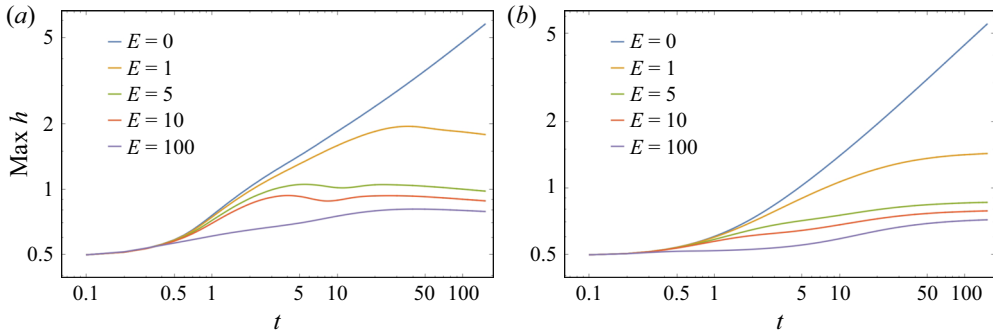 (a)
5
2
1
0.5
Max h
E = 0
E = 1
E = 5
E = 10
E = 100
0.1 0.5 1 5 10 50 100
t
(b)
5
2
1
0.5
E = 0
E = 1
E = 5
E = 10
E = 100
0.1 0.5 1 5 10 50 100
t